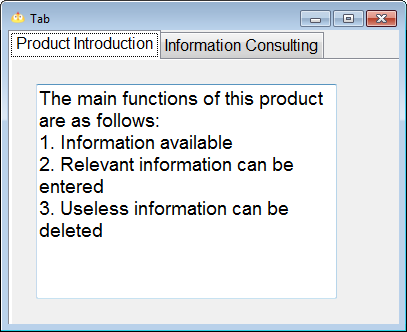 Tab
Product Introduction
Information Consulting
The main functions of this product
are as follows:
1. Information available
2. Relevant information can be
entered
3. Useless information can be
deleted